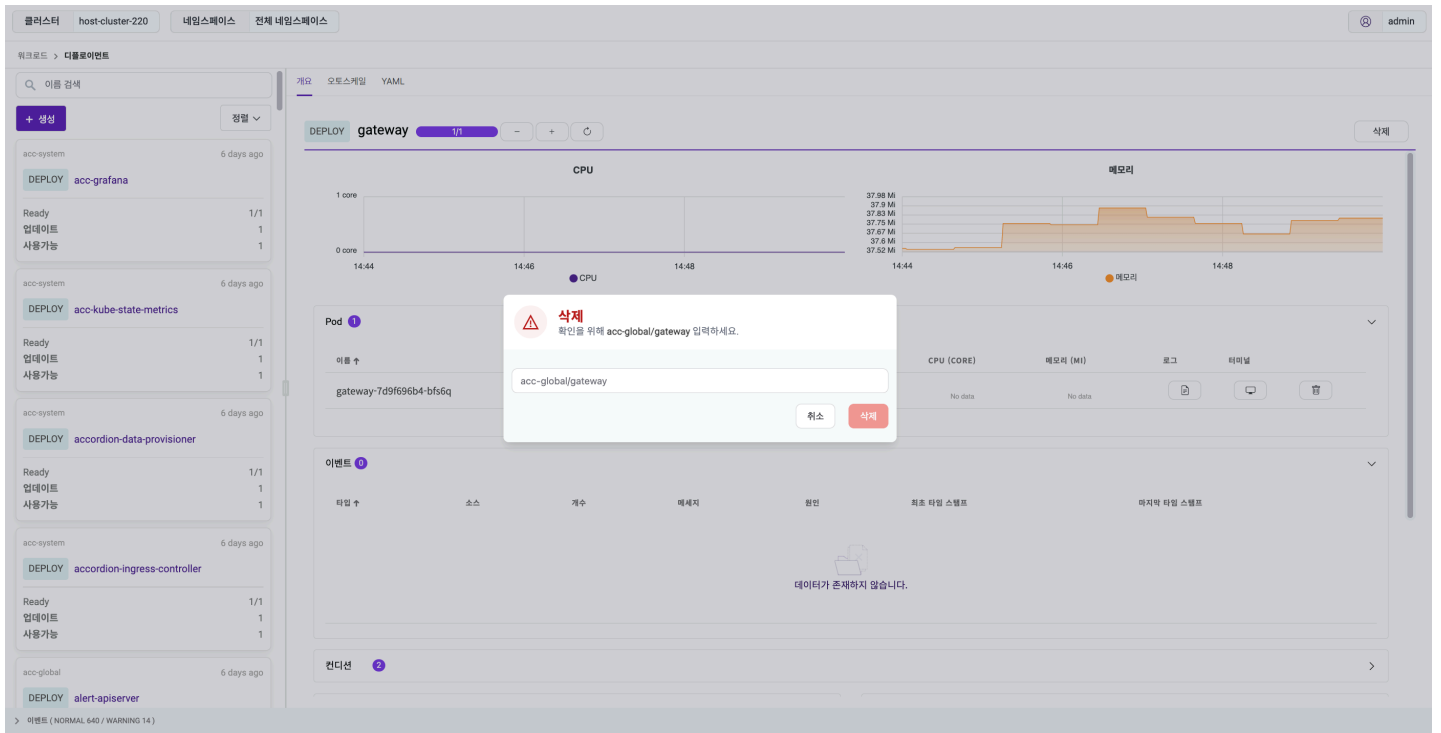 클러스터 host-cluster-220 네임스페이스 전체 네임스페이스 admin
워크로드 > 디플로이먼트
이름 검색
+ 생성 정렬
acc-system 6 days ago
DEPLOY acc-grafana
Ready 1/1
업데이트 1
사용가능 1
acc-system 6 days ago
DEPLOY acc-kube-state-metrics
Ready 1/1
업데이트 1
사용가능 1
acc-system 6 days ago
DEPLOY accordion-data-provisioner
Ready 1/1
업데이트 1
사용가능 1
acc-system 6 days ago
DEPLOY accordion-ingress-controller
Ready 1/1
업데이트 1
사용가능 1
acc-global 6 days ago
DEPLOY alert-apiserver
개요 오토스케일 YAML
DEPLOY gateway 1/1 − + 삭제
CPU
1 core
0 core
14:44 14:46 14:48
CPU
메모리
37.98 Mi
37.9 Mi
37.83 Mi
37.75 Mi
37.67 Mi
37.6 Mi
37.52 Mi
14:44 14:46 14:48
메모리
Pod 1
이름 ↑ CPU (CORE) 메모리 (MI) 로그 터미널
gateway-7d9f696b4-bfs6q No data No data
삭제
확인을 위해 acc-global/gateway 입력하세요.
acc-global/gateway
취소 삭제
이벤트 0
타입 ↑ 소스 개수 메세지 원인 최초 타임 스탬프 마지막 타임 스탬프
데이터가 존재하지 않습니다.
컨디션 2
> 이벤트 ( NORMAL 640 / WARNING 14 )